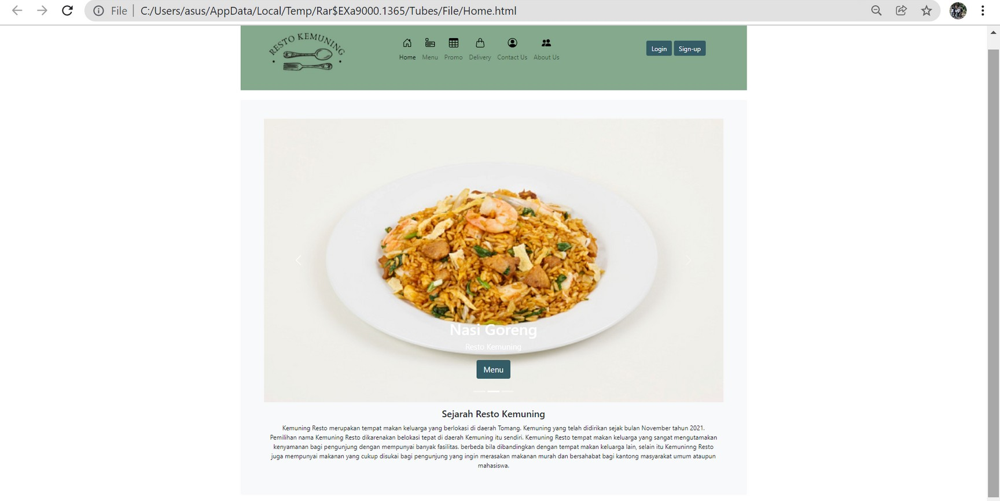 File
C:/Users/asus/AppData/Local/Temp/Rar$EXa9000.1365/Tubes/File/Home.html
RESTO KEMUNING
Home Menu Promo Delivery Contact Us About Us
Login Sign-up
Nasi Goreng
Resto Kemuning
Menu
Sejarah Resto Kemuning
Kemuning Resto merupakan tempat makan keluarga yang berlokasi di daerah Tomang. Kemuning yang telah didirikan sejak bulan November tahun 2021.
Pemilihan nama Kemuning Resto dikarenakan belokasi tepat di daerah Kemuning itu sendiri. Kemuning Resto tempat makan keluarga yang sangat mengutamakan
kenyamanan bagi pengunjung dengan mempunyai banyak fasilitas. berbeda bila dibandingkan dengan tempat makan keluarga lain, selain itu Kemuninng Resto
juga mempunyai makanan yang cukup disukai bagi pengunjung yang ingin merasakan makanan murah dan bersahabat bagi kantong masyarakat umum ataupun
mahasiswa.